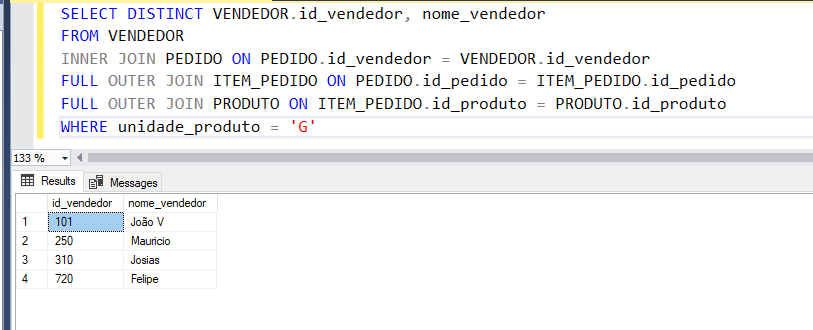 SELECT DISTINCT VENDEDOR.id_vendedor, nome_vendedor
FROM VENDEDOR
INNER JOIN PEDIDO ON PEDIDO.id_vendedor = VENDEDOR.id_vendedor
FULL OUTER JOIN ITEM_PEDIDO ON PEDIDO.id_pedido = ITEM_PEDIDO.id_pedido
FULL OUTER JOIN PRODUTO ON ITEM_PEDIDO.id_produto = PRODUTO.id_produto
WHERE unidade_produto = 'G'
133 %
Results Messages
id_vendedor nome_vendedor
1 101 João V
2 250 Mauricio
3 310 Josias
4 720 Felipe